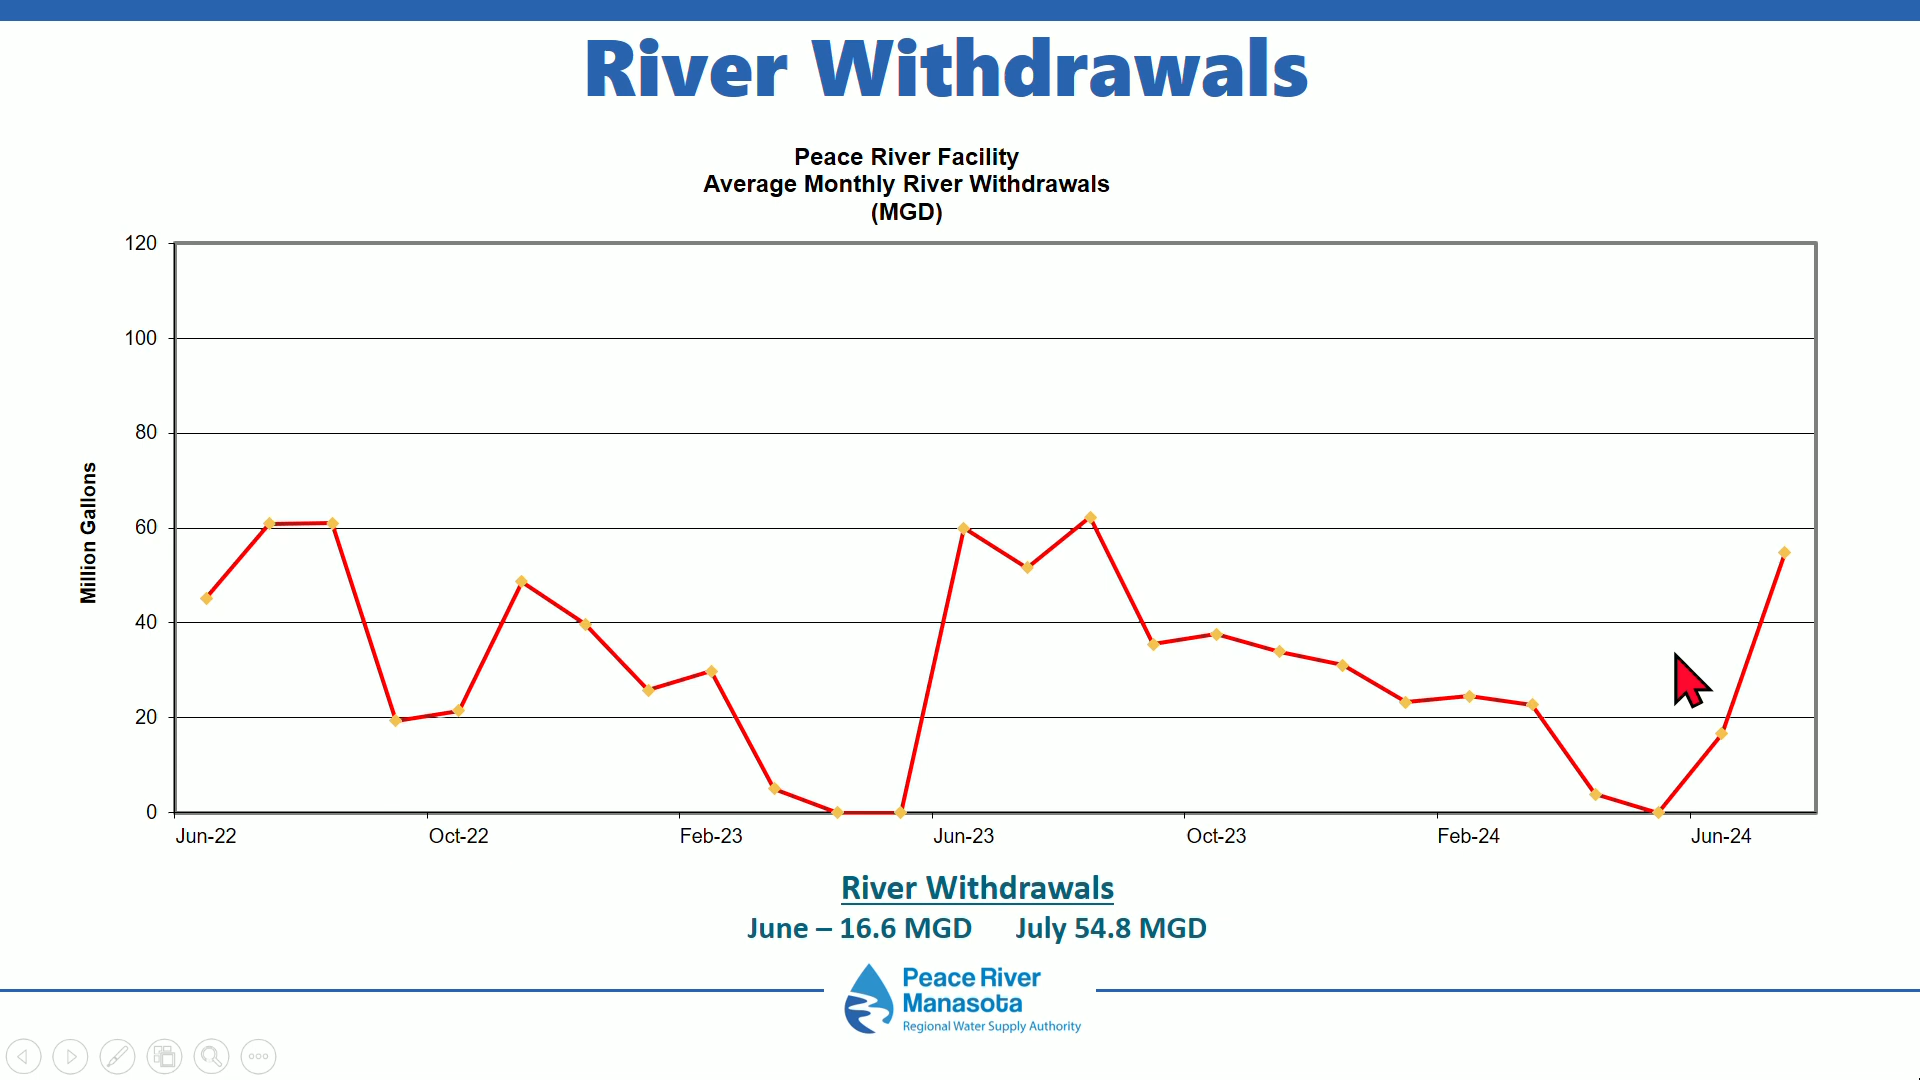 River Withdrawals
Peace River Facility
Average Monthly River Withdrawals
(MGD)
120
100
80
60
40
20
0
Million Gallons
Jun-22 Oct-22 Feb-23 Jun-23 Oct-23 Feb-24 Jun-24
River Withdrawals
June – 16.6 MGD July 54.8 MGD
Peace River
Manasota
Regional Water Supply Authority